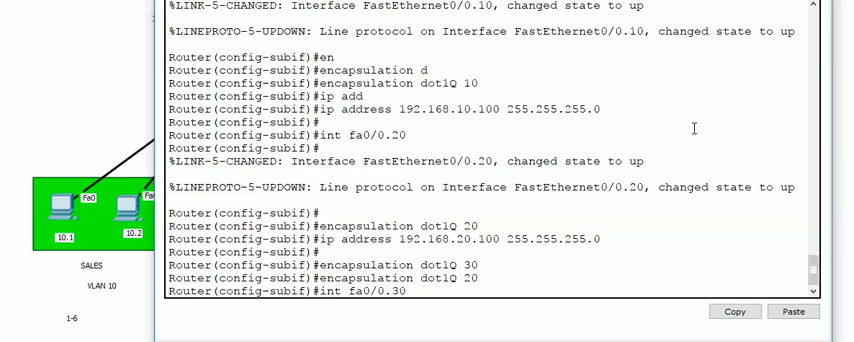 %LINK-5-CHANGED: Interface FastEthernet0/0.10, changed state to up
%LINEPROTO-5-UPDOWN: Line protocol on Interface FastEthernet0/0.10, changed state to up
Router(config-subif)#en
Router(config-subif)#encapsulation d
Router(config-subif)#encapsulation dot1Q 10
Router(config-subif)#ip add
Router(config-subif)#ip address 192.168.10.100 255.255.255.0
Router(config-subif)#
Router(config-subif)#int fa0/0.20
Router(config-subif)#
%LINK-5-CHANGED: Interface FastEthernet0/0.20, changed state to up
%LINEPROTO-5-UPDOWN: Line protocol on Interface FastEthernet0/0.20, changed state to up
Router(config-subif)#
Router(config-subif)#encapsulation dot1Q 20
Router(config-subif)#ip address 192.168.20.100 255.255.255.0
Router(config-subif)#
Router(config-subif)#encapsulation dot1Q 30
Router(config-subif)#encapsulation dot1Q 20
Router(config-subif)#int fa0/0.30
Copy Paste
Fa0
10.1 10.2
SALES
VLAN 10
1-6